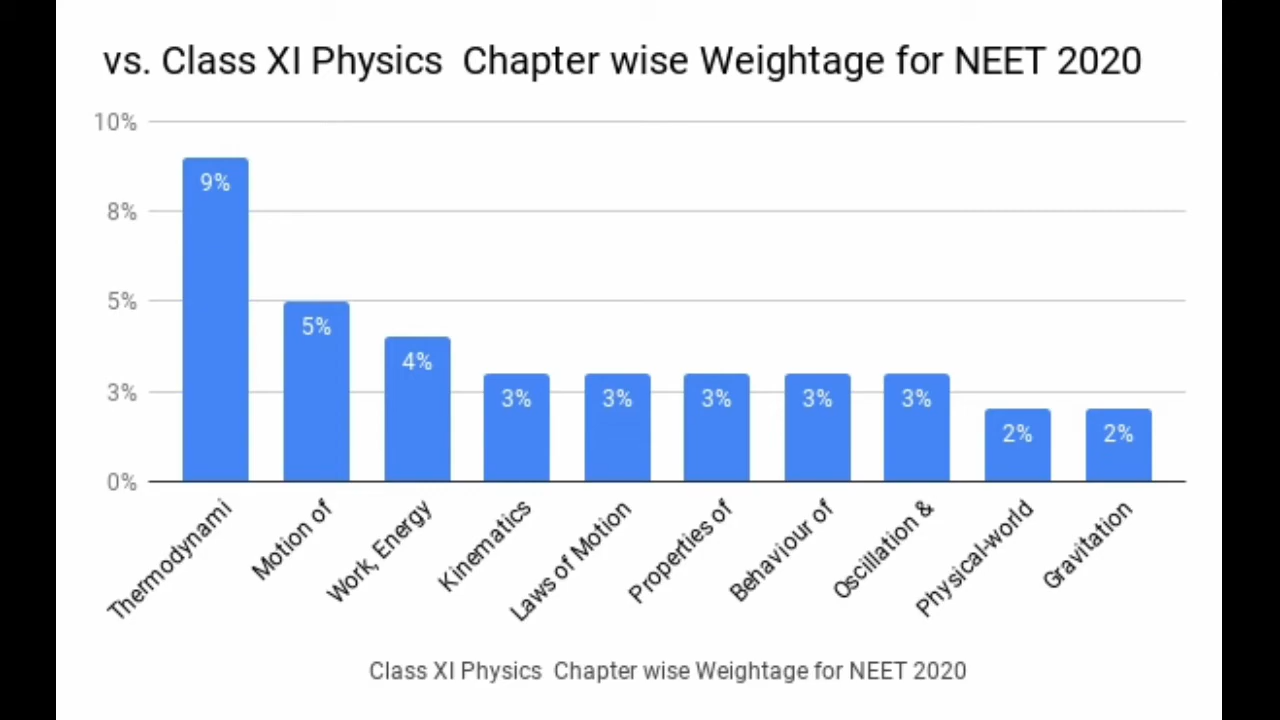 vs. Class XI Physics  Chapter wise Weightage for NEET 2020
10%
8%
5%
3%
0%
9%
5%
4%
3%
3%
3%
3%
3%
2%
2%
Thermodynami
Motion of
Work, Energy
Kinematics
Laws of Motion
Properties of
Behaviour of
Oscillation &
Physical-world
Gravitation
Class XI Physics  Chapter wise Weightage for NEET 2020